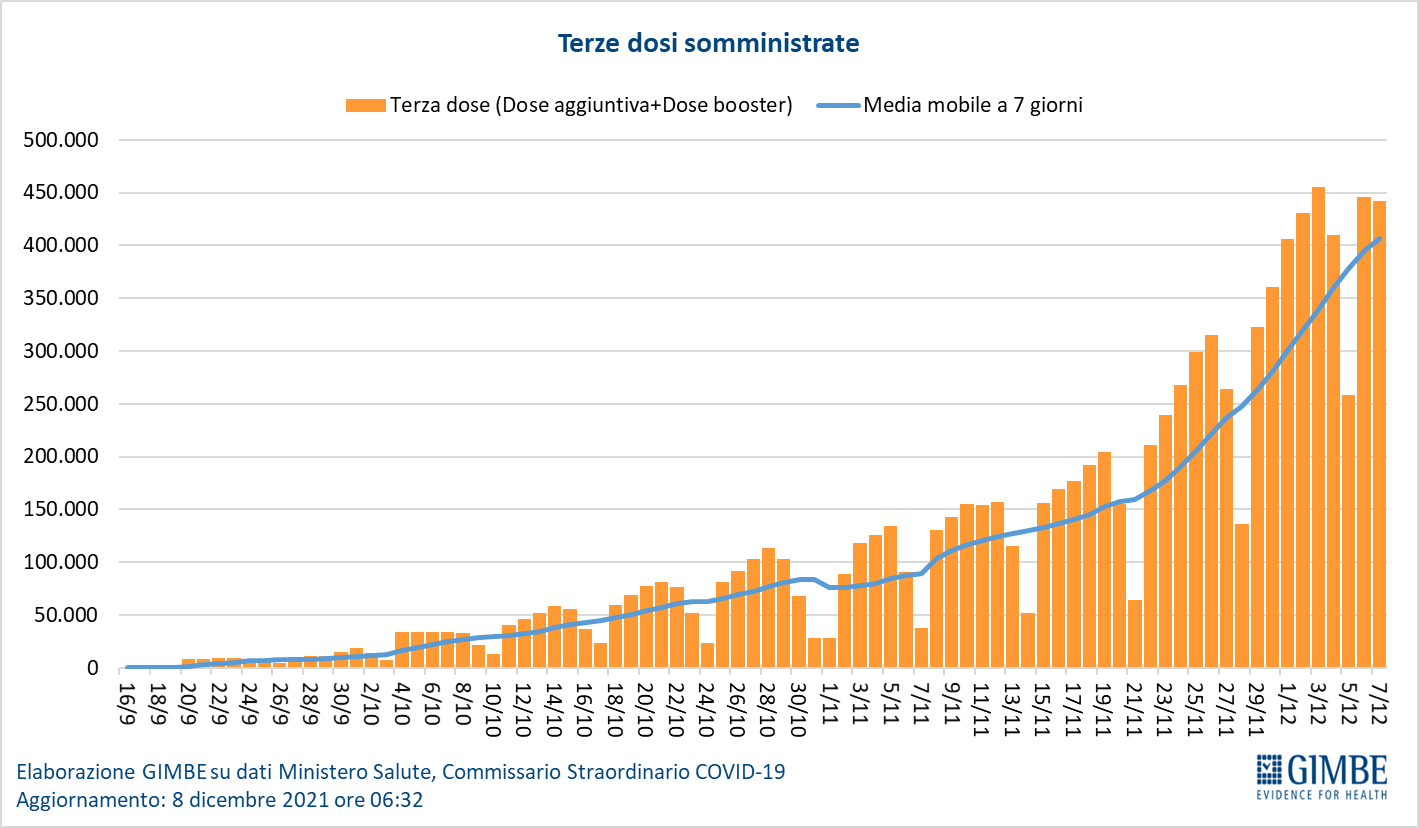 Terze dosi somministrate
Terza dose (Dose aggiuntiva+Dose booster) Media mobile a 7 giorni
500.000
450.000
400.000
350.000
300.000
250.000
200.000
150.000
100.000
50.000
0
16/9 18/9 20/9 22/9 24/9 26/9 28/9 30/9 2/10 4/10 6/10 8/10 10/10 12/10 14/10 16/10 18/10 20/10 22/10 24/10 26/10 28/10 30/10 1/11 3/11 5/11 7/11 9/11 11/11 13/11 15/11 17/11 19/11 21/11 23/11 25/11 27/11 29/11 1/12 3/12 5/12 7/12
Elaborazione GIMBE su dati Ministero Salute, Commissario Straordinario COVID-19
Aggiornamento: 8 dicembre 2021 ore 06:32
GIMBE
EVIDENCE FOR HEALTH